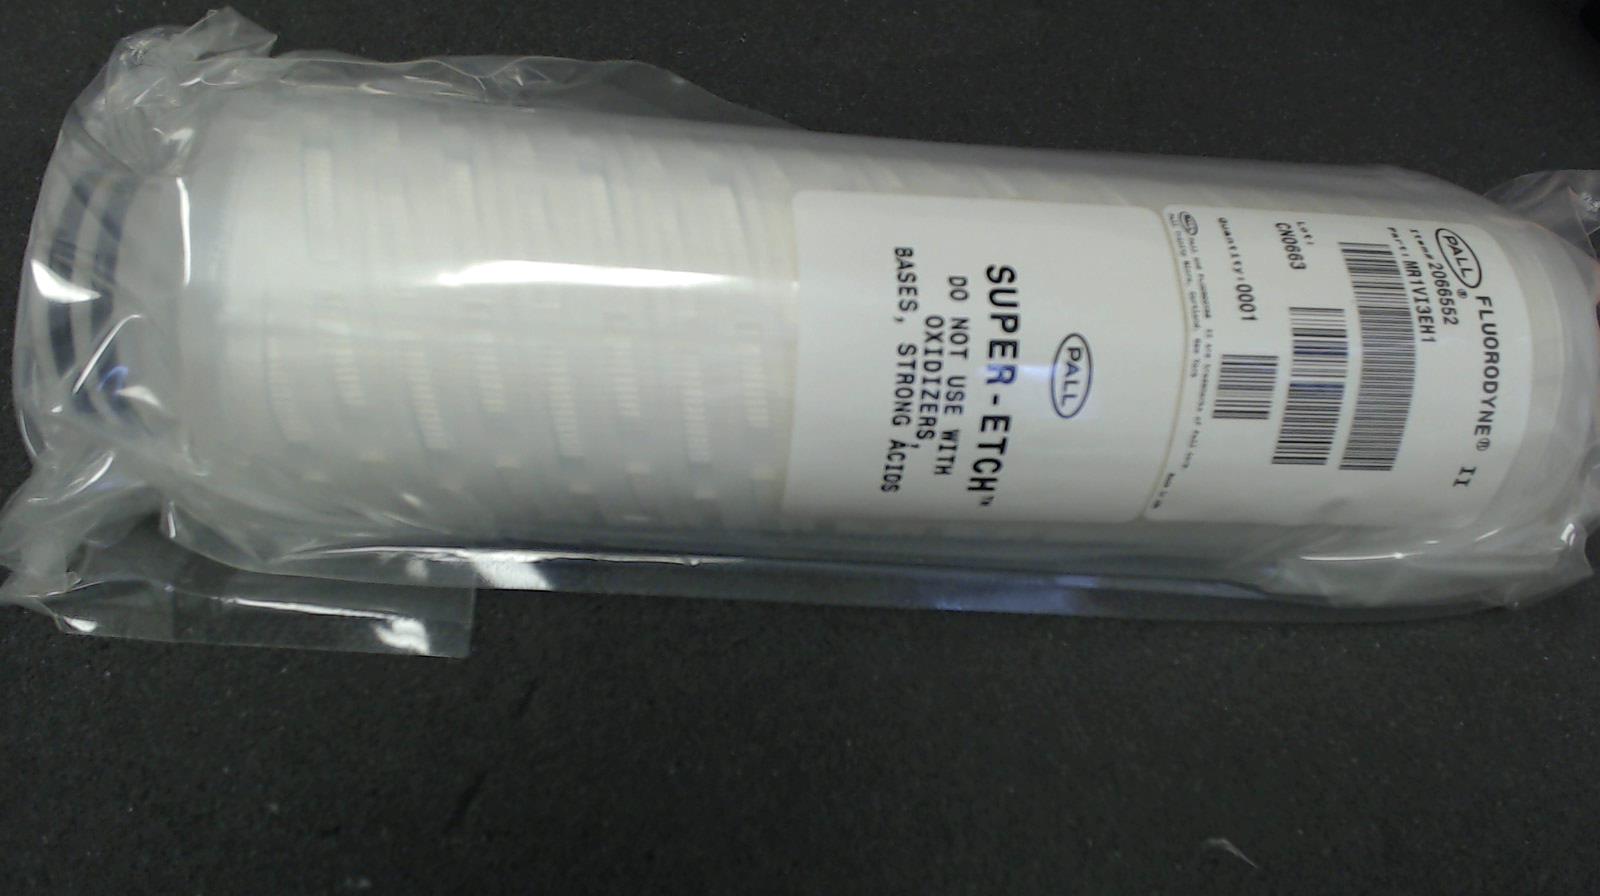 PALL® FLUORODYNE® II
Item# 2066552
Part: MR1VI3EH1
Lot:
CN0663
Quantity: 0001
PALL
SUPER-ETCH™
DO NOT USE WITH
OXIDIZERS,
BASES, STRONG ACIDS